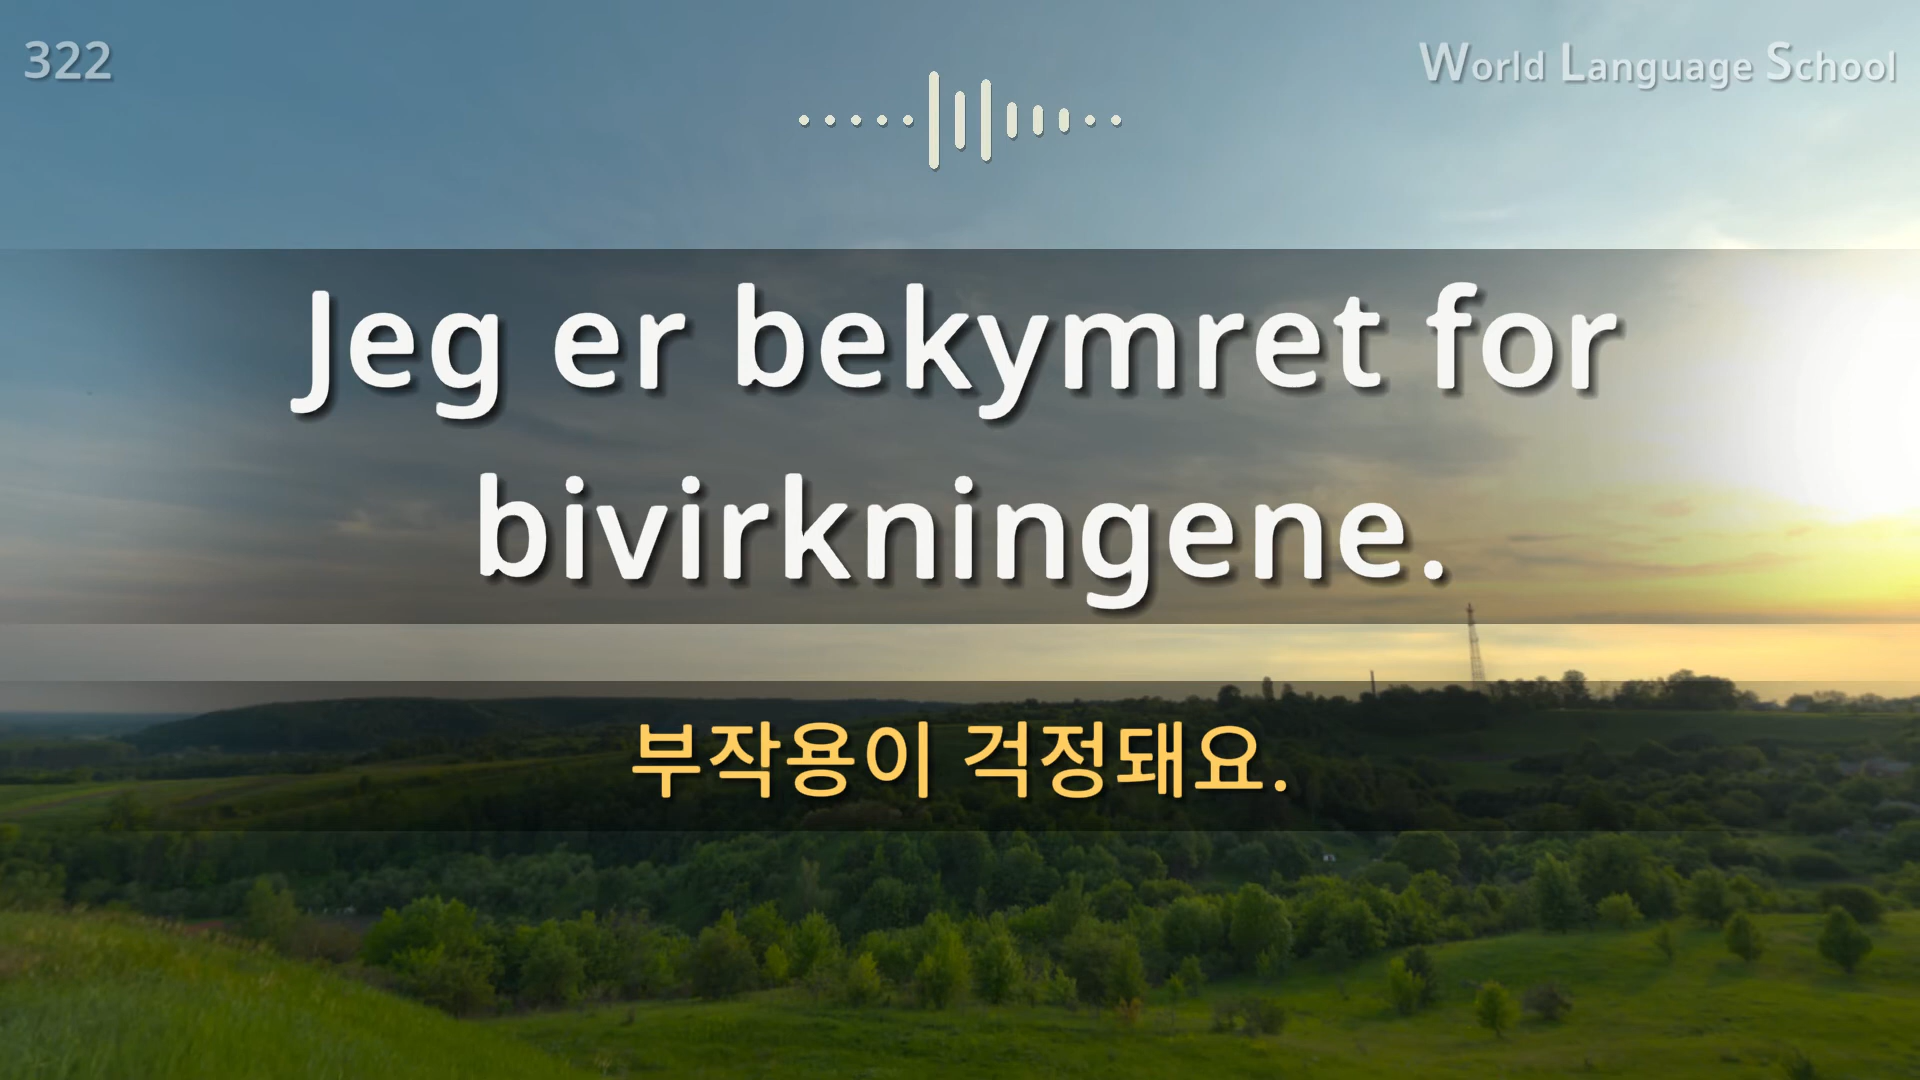 322
World Language School
Jeg er bekymret for
bivirkningene.
부작용이 걱정돼요.